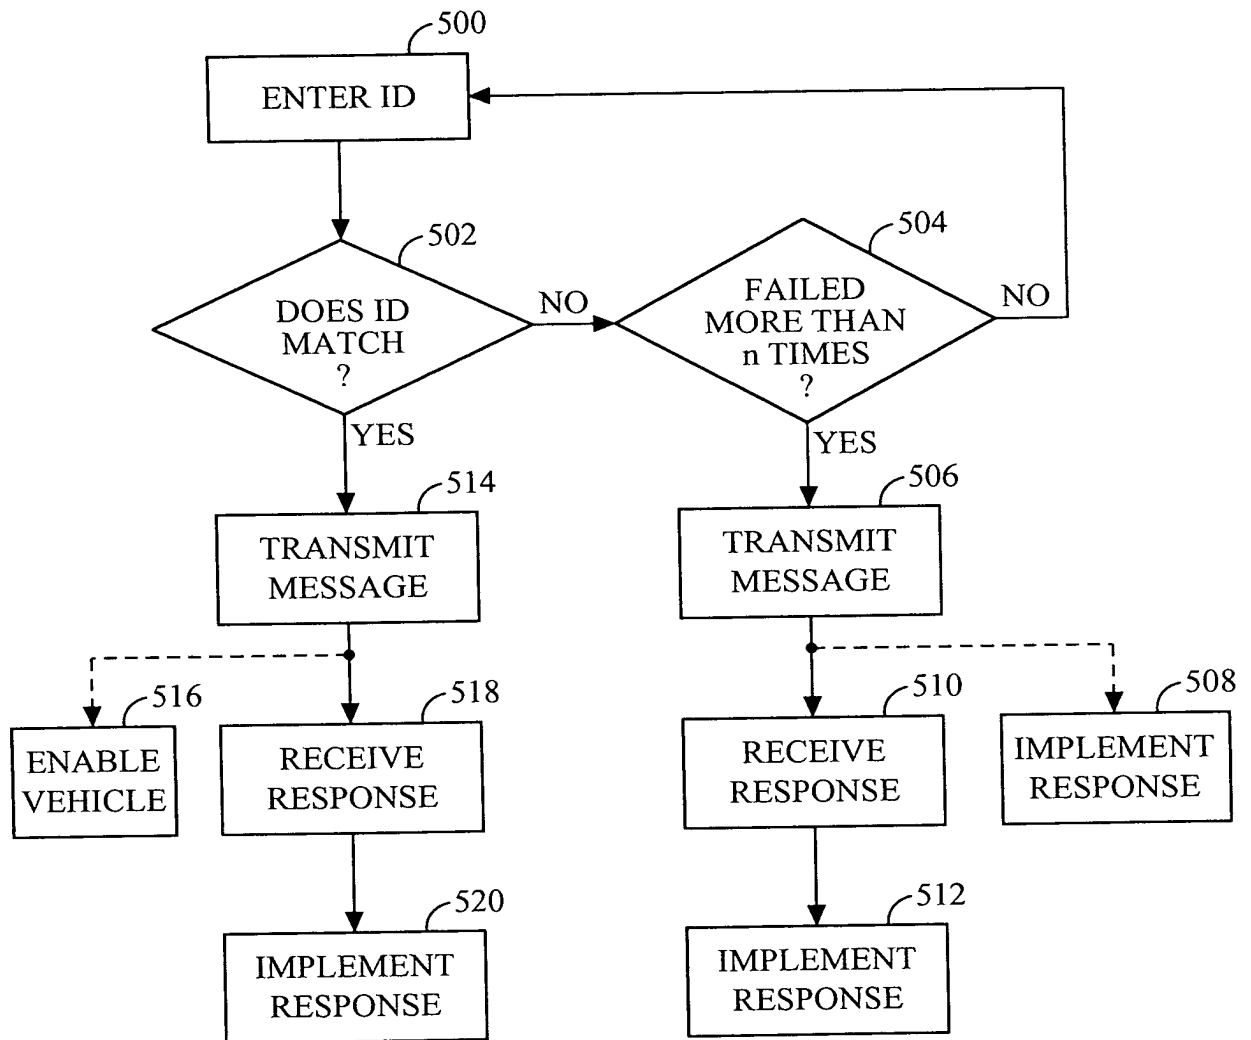 500
ENTER ID
502
DOES ID
MATCH
?
NO
504
FAILED
MORE THAN
n TIMES
?
NO
YES
YES
514
TRANSMIT
MESSAGE
506
TRANSMIT
MESSAGE
516
ENABLE
VEHICLE
518
RECEIVE
RESPONSE
510
RECEIVE
RESPONSE
508
IMPLEMENT
RESPONSE
520
IMPLEMENT
RESPONSE
512
IMPLEMENT
RESPONSE